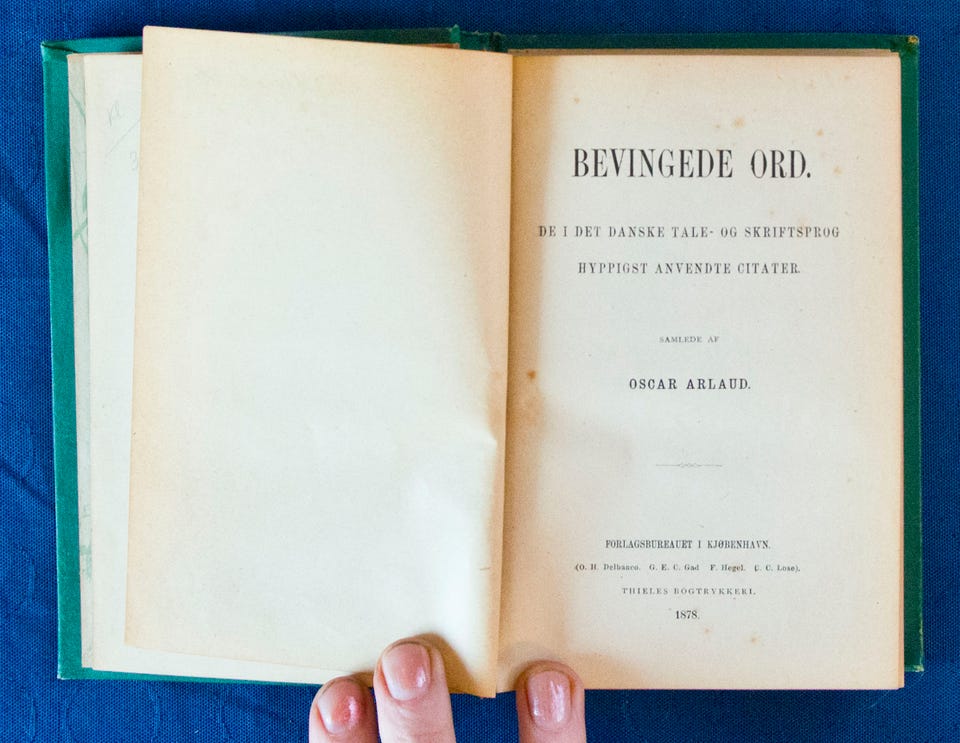 BEVINGEDE ORD.
DE I DET DANSKE TALE- OG SKRIFTSPROG
HYPPIGST ANVENDTE CITATER.
SAMLEDE AF
OSCAR ARLAUD.
FORLAGSBUREAUET I KJØBENHAVN.
(O. H. Delbanco. G. E. C. Gad F. Hegel. C. C. Lose).
THIELES BOGTRYKKERI.
1878.